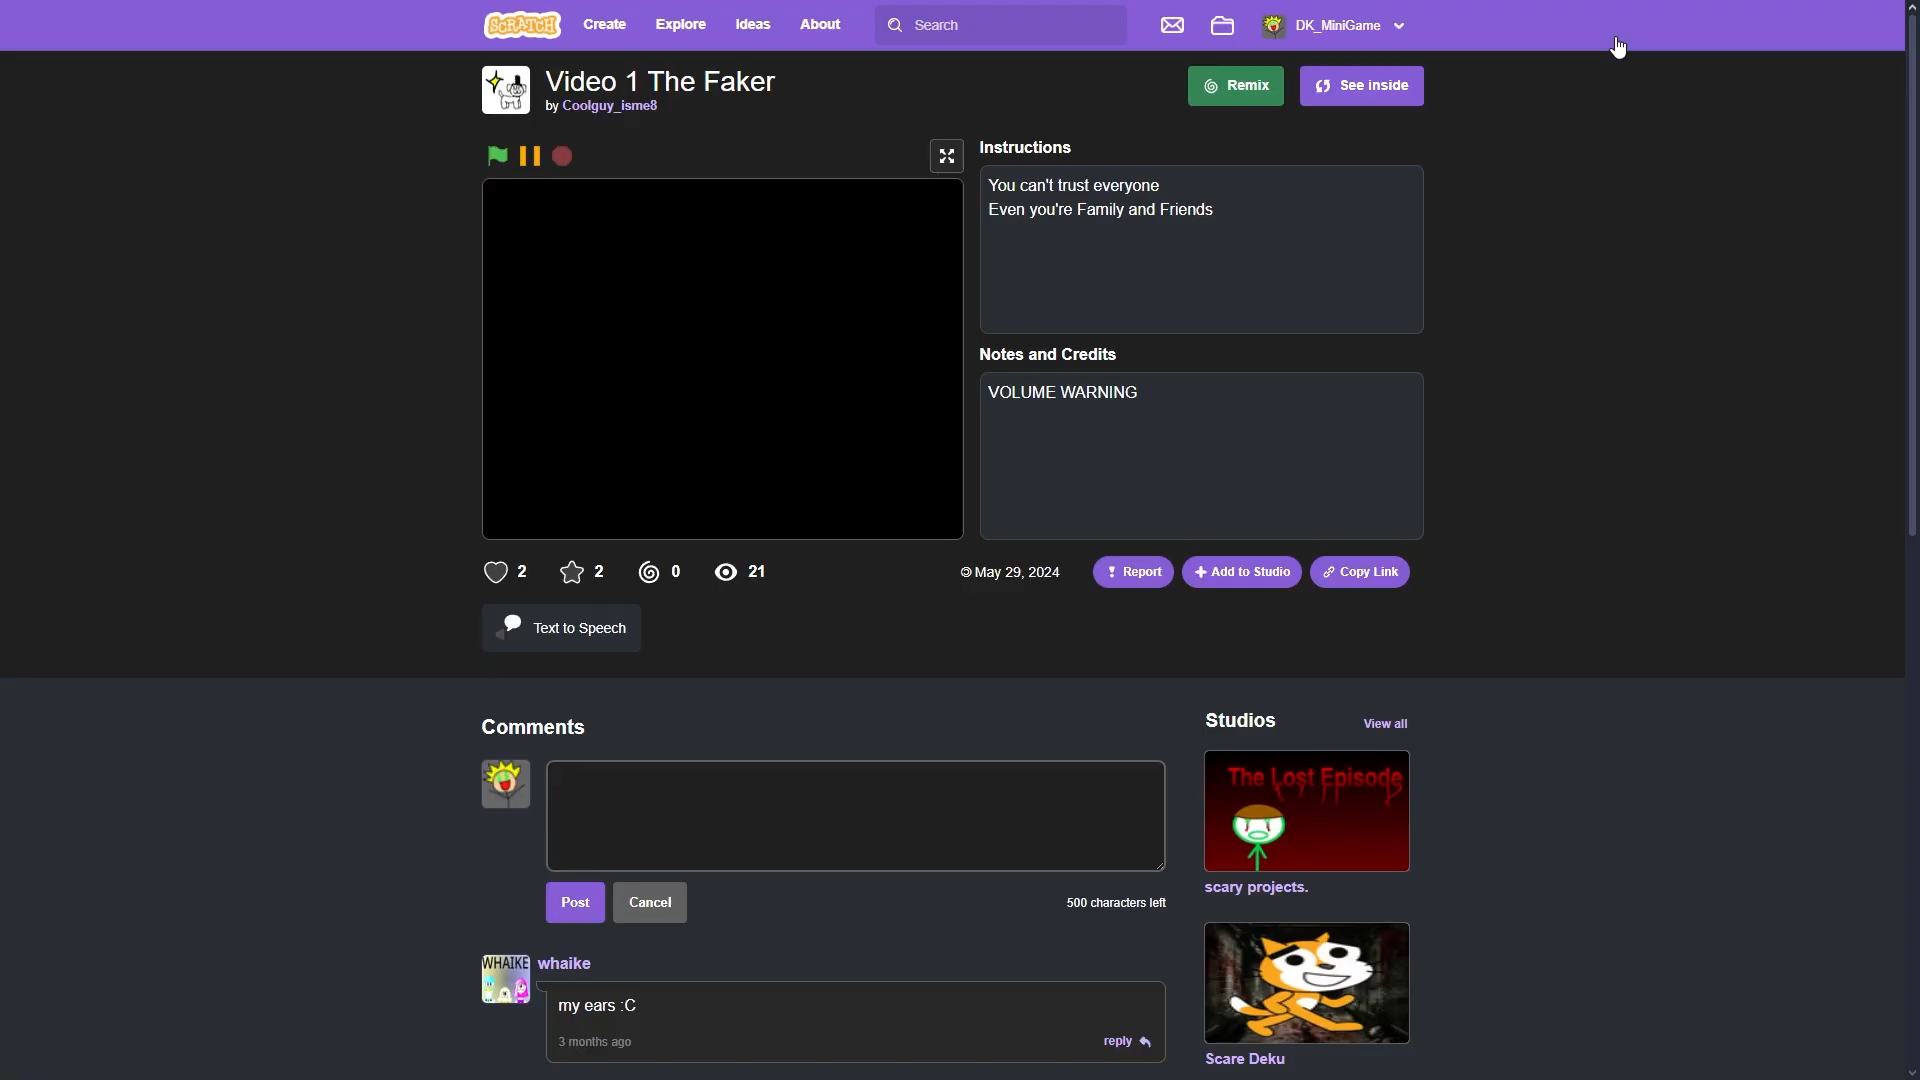 SCRATCH Create Explore Ideas About Search DK_MiniGame
Video 1 The Faker
by Coolguy_isme8
Remix See inside
Instructions
You can't trust everyone
Even you're Family and Friends
Notes and Credits
VOLUME WARNING
2 2 0 21
© May 29, 2024 Report Add to Studio Copy Link
Text to Speech
Comments
Post Cancel 500 characters left
WHAIKE
whaike
my ears :C
3 months ago reply
Studios View all
The Lost Episode
scary projects.
Scare Deku